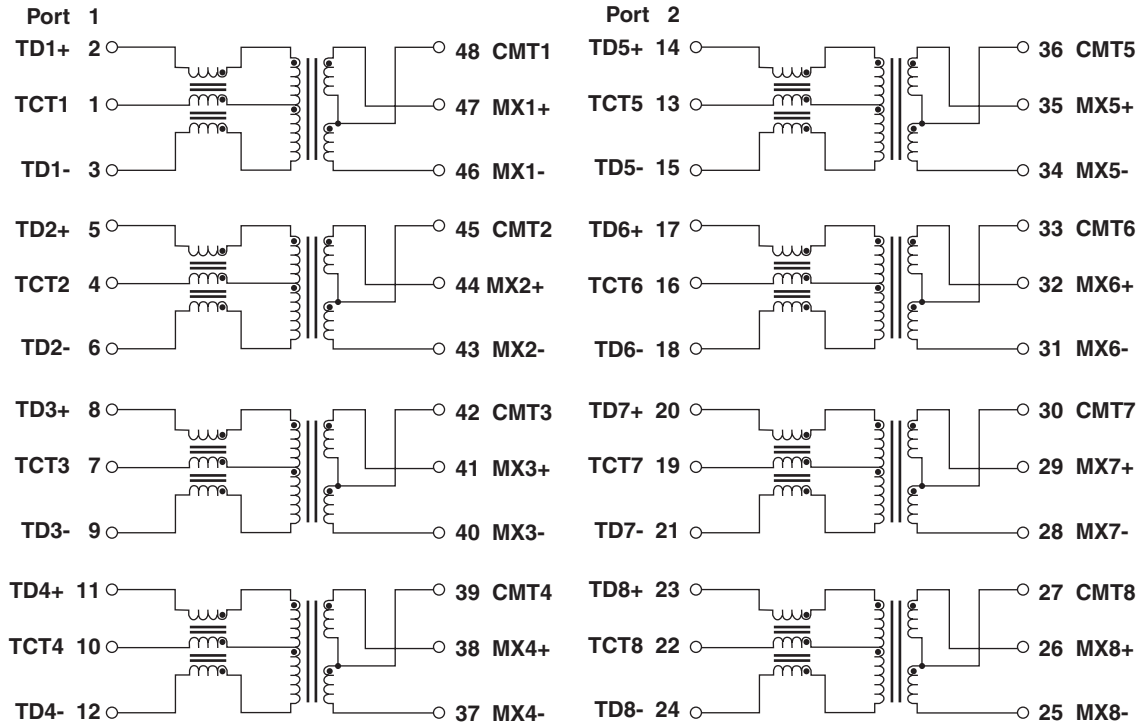 Port 1
TD1+ 2
48 CMT1
TCT1 1
47 MX1+
TD1- 3
46 MX1-
TD2+ 5
45 CMT2
TCT2 4
44 MX2+
TD2- 6
43 MX2-
TD3+ 8
42 CMT3
TCT3 7
41 MX3+
TD3- 9
40 MX3-
TD4+ 11
39 CMT4
TCT4 10
38 MX4+
TD4- 12
37 MX4-
Port 2
TD5+ 14
36 CMT5
TCT5 13
35 MX5+
TD5- 15
34 MX5-
TD6+ 17
33 CMT6
TCT6 16
32 MX6+
TD6- 18
31 MX6-
TD7+ 20
30 CMT7
TCT7 19
29 MX7+
TD7- 21
28 MX7-
TD8+ 23
27 CMT8
TCT8 22
26 MX8+
TD8- 24
25 MX8-